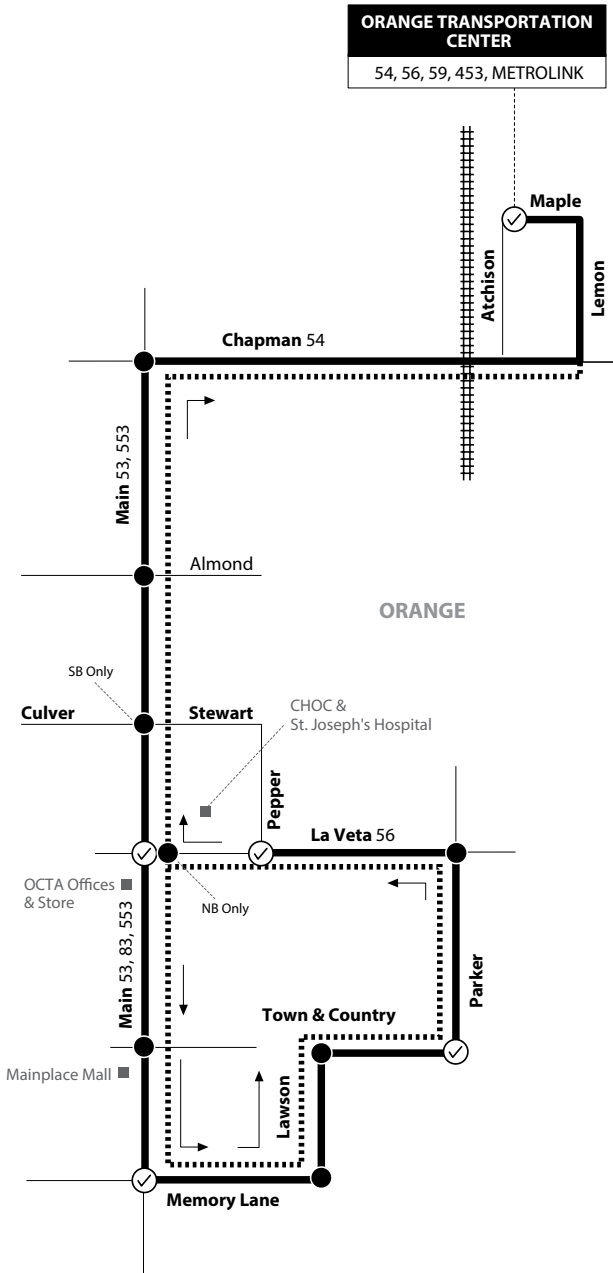 ORANGE TRANSPORTATION
CENTER
54, 56, 59, 453, METROLINK
Maple
Atchison
Lemon
Chapman 54
Main 53, 553
Almond
ORANGE
SB Only
Culver
Stewart
CHOC &
St. Joseph's Hospital
Pepper
La Veta 56
OCTA Offices
& Store
NB Only
Main 53, 83, 553
Parker
Town & Country
Mainplace Mall
Lawson
Memory Lane